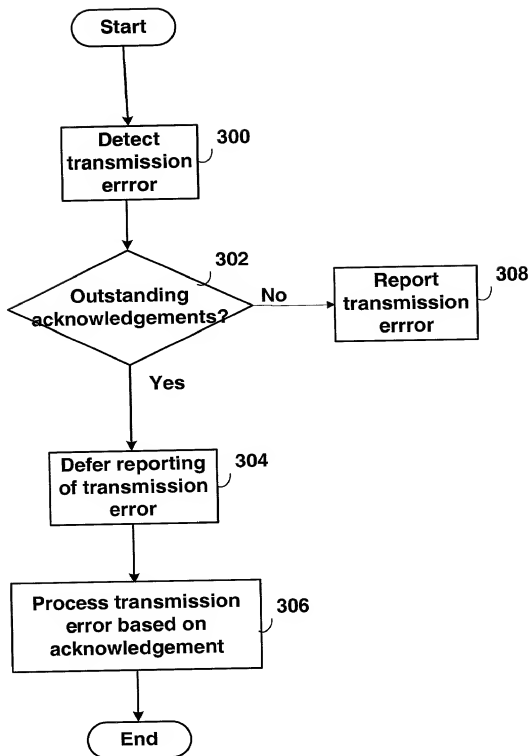 Start
Detect
transmission
errror
300
302
Outstanding
acknowledgements?
No
Report
transmission
errror
308
Yes
Defer reporting
of transmission
error
304
Process transmission
error based on
acknowledgement
306
End